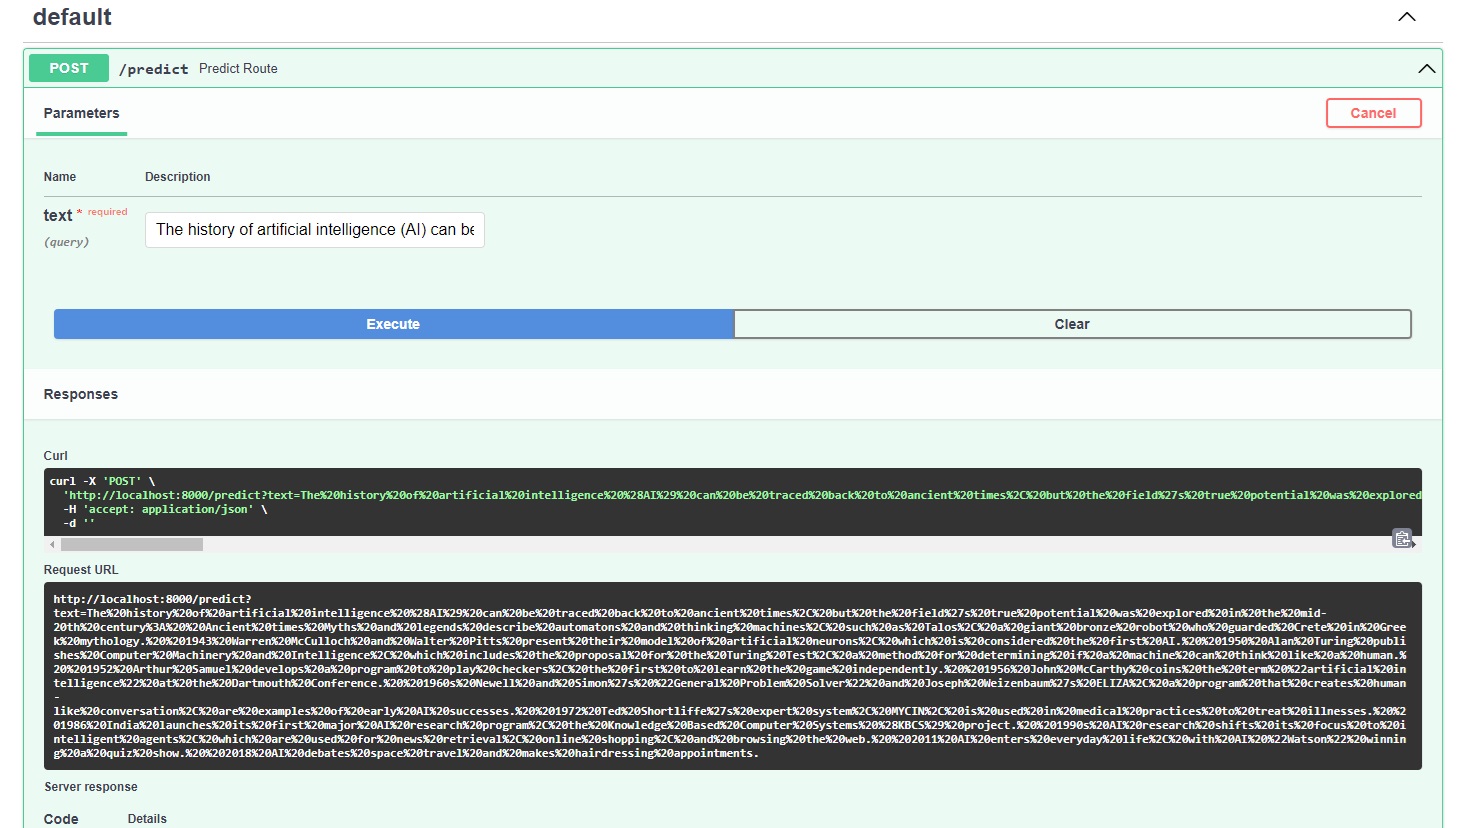 default
POST /predict Predict Route
Parameters
Cancel
Name Description
text * required
(query)
The history of artificial intelligence (AI) can be
Execute
Clear
Responses
Curl
curl -X 'POST' \
'http://localhost:8000/predict?text=The%20history%20of%20artificial%20intelligence%20%28AI%29%20can%20be%20traced%20back%20to%20ancient%20times%2C%20but%20the%20field%27s%20true%20potential%20was%20explored
-H 'accept: application/json' \
-d ''
Request URL
http://localhost:8000/predict?
text=The%20history%20of%20artificial%20intelligence%20%28AI%29%20can%20be%20traced%20back%20to%20ancient%20times%2C%20but%20the%20field%27s%20true%20potential%20was%20explored%20in%20the%20mid-
20th%20century%3A%20%20Ancient%20times%20Myths%20and%20legends%20describe%20automatons%20and%20thinking%20machines%2C%20such%20as%20Talos%2C%20a%20giant%20bronze%20robot%20who%20guarded%20Crete%20in%20Gree
k%20mythology.%20%201943%20Warren%20McCulloch%20and%20Walter%20Pitts%20present%20their%20model%20of%20artificial%20neurons%2C%20which%20is%20considered%20the%20first%20AI.%20%201950%20Alan%20Turing%20publi
shes%20Computer%20Machinery%20and%20Intelligence%2C%20which%20includes%20the%20proposal%20for%20the%20Turing%20Test%2C%20a%20method%20for%20determining%20if%20a%20machine%20can%20think%20like%20a%20human.%
20%201952%20Arthur%20Samuel%20develops%20a%20program%20to%20play%20checkers%2C%20the%20first%20to%20learn%20the%20game%20independently.%20%201956%20John%20McCarthy%20coins%20the%20term%20%22artificial%20in
telligence%22%20at%20the%20Dartmouth%20Conference.%20%201960s%20Newell%20and%20Simon%27s%20%22General%20Problem%20Solver%22%20and%20Joseph%20Weizenbaum%27s%20ELIZA%2C%20a%20program%20that%20creates%20human
-
like%20conversation%2C%20are%20examples%20of%20early%20AI%20successes.%20%201972%20Ted%20Shortliffe%27s%20expert%20system%2C%20MYCIN%2C%20is%20used%20in%20medical%20practices%20to%20treat%20illnesses.%20%2
01986%20India%20launches%20its%20first%20major%20AI%20research%20program%2C%20the%20Knowledge%20Based%20Computer%20Systems%20%28KBCS%29%20project.%20%201990s%20AI%20research%20shifts%20its%20focus%20to%20i
ntelligent%20agents%2C%20which%20are%20used%20for%20news%20retrieval%2C%20online%20shopping%2C%20and%20browsing%20the%20web.%20%202011%20AI%20enters%20everyday%20life%2C%20with%20AI%20%22Watson%22%20winnin
g%20a%20quiz%20show.%20%202018%20AI%20debates%20space%20travel%20and%20makes%20hairdressing%20appointments.
Server response
Code Details